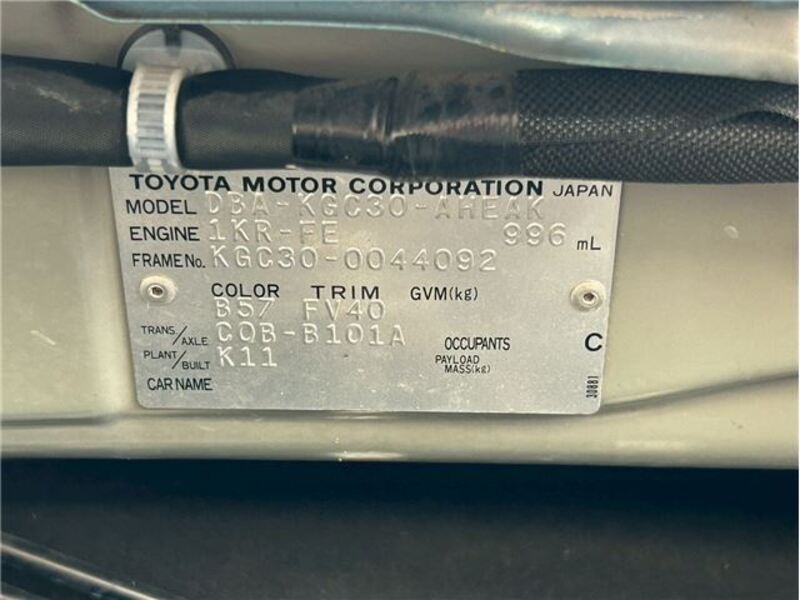 TOYOTA MOTOR CORPORATION JAPAN
MODEL DBA-KGC30-AHEAK
ENGINE 1KR-FE 996 mL
FRAME No. KGC30-0044092
COLOR TRIM GVM(kg)
B57 FV40
TRANS./AXLE CQB-B101A OCCUPANTS C
PLANT/BUILT K11 PAYLOAD MASS(kg)
CAR NAME
30881